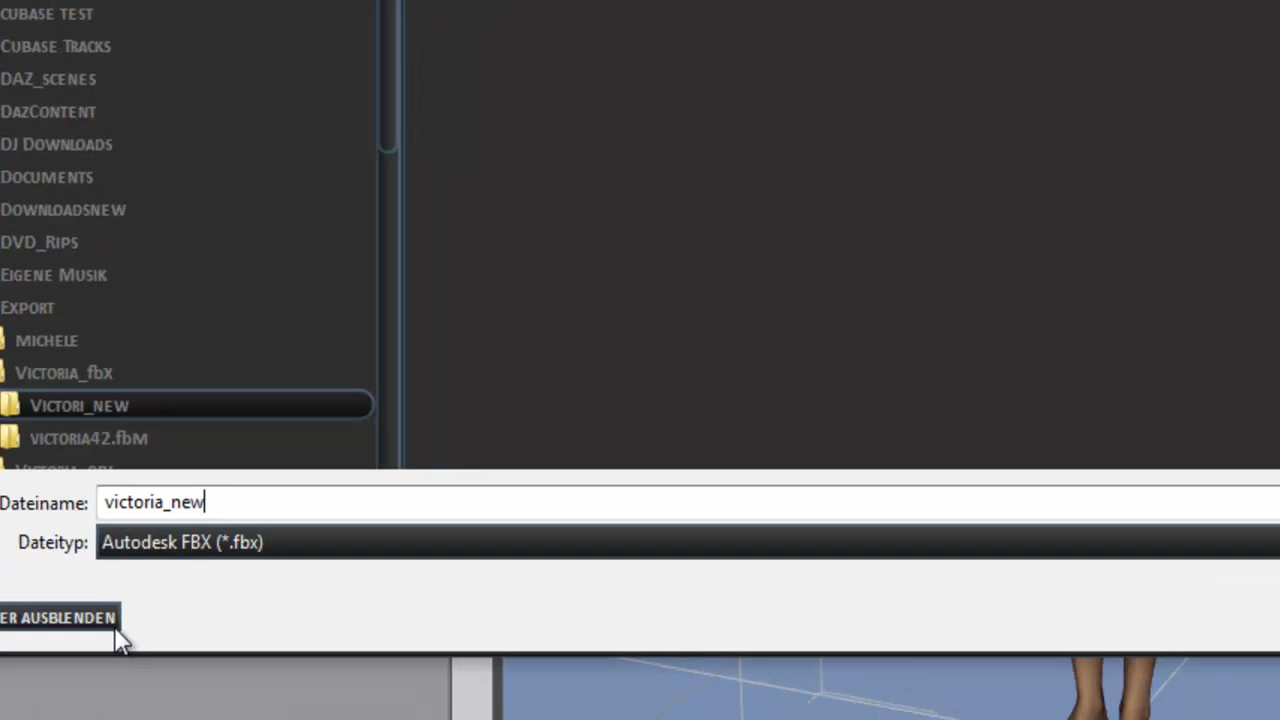 CUBASE TEST
CUBASE TRACKS
DAZ_SCENES
DAZCONTENT
DJ DOWNLOADS
DOCUMENTS
DOWNLOADSNEW
DVD_RIPS
EIGENE MUSIK
EXPORT
MICHELE
VICTORIA_fbX
VICTORI_NEW
VICTORIA42.fbM
Dateiname: victoria_new
Dateityp: Autodesk FBX (*.fbx)
ER AUSBLENDEN